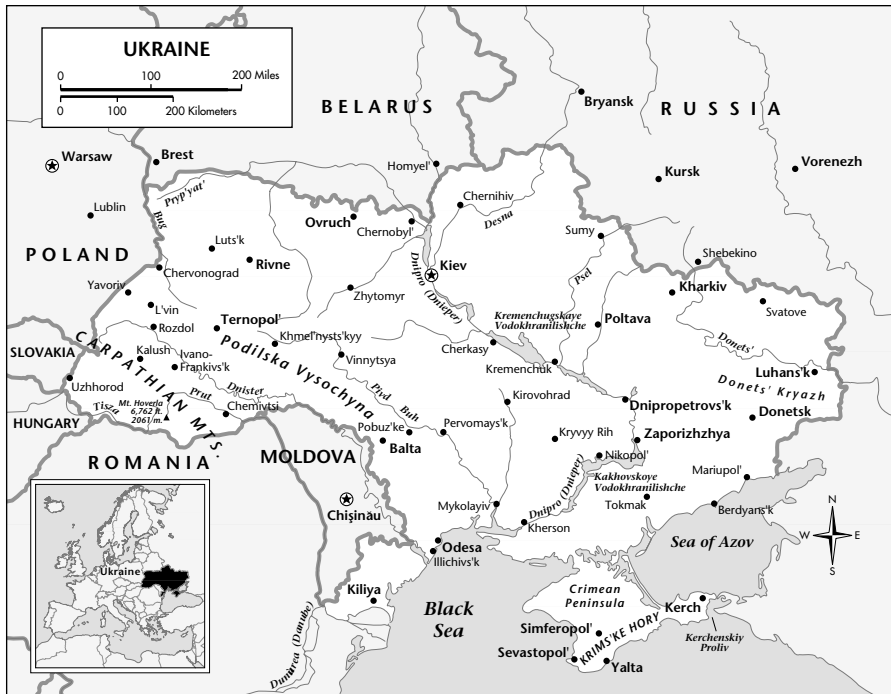 UKRAINE
0 100 200 Miles
0 100 200 Kilometers
BELARUS
RUSSIA
Bryansk
Warsaw
Brest
Homyel'
Kursk
Vorenezh
Pryp'yat'
Lublin
Bug
Chernihiv
Desna
Ovruch
Chernobyl'
Sumy
POLAND
Luts'k
Rivne
Kiev
Psel
Shebekino
Chervonograd
Dnipro (Dnieper)
Yavoriv
Zhytomyr
Kharkiv
L'vin
Svatove
Kremenchugskaye
Vodokhranilishche
Rozdol
Ternopol'
Poltava
CARPATHIAN MTS.
Khmel'nyts'kyy
Cherkasy
Donets'
SLOVAKIA
Kalush
Ivano-
Frankivs'k
Podilska Vysochyna
Vinnytsya
Kremenchuk
Luhans'k
Uzhhorod
Dnister
Donets' Kryazh
Tisza
Mt. Hoverla
6,762 ft.
2061 m.
Prut
Pivd Buh
Kirovohrad
Dnipropetrovs'k
HUNGARY
Chemivtsi
Pobuz'ke
Pervomays'k
Donetsk
Balta
Kryvyy Rih
Zaporizhzhya
ROMANIA
MOLDOVA
Nikopol'
Mariupol'
Kakhovskoye
Vodokhranilishche
Dnipro (Dnieper)
Chişinău
Mykolayiv
Tokmak
Berdyans'k
Kherson
N
W E
S
Odesa
Sea of Azov
Illichivs'k
Ukraine
Kiliya
Crimean
Peninsula
Black
Sea
Kerch
Dunărea (Danube)
Simferopol'
KRIMS'KE HORY
Kerchenskiy
Proliv
Sevastopol'
Yalta